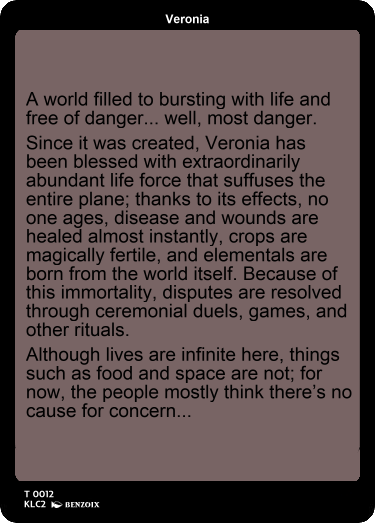 Veronia
A world filled to bursting with life and
free of danger... well, most danger.
Since it was created, Veronia has
been blessed with extraordinarily
abundant life force that suffuses the
entire plane; thanks to its effects, no
one ages, disease and wounds are
healed almost instantly, crops are
magically fertile, and elementals are
born from the world itself. Because of
this immortality, disputes are resolved
through ceremonial duels, games, and
other rituals.
Although lives are infinite here, things
such as food and space are not; for
now, the people mostly think there's no
cause for concern...
T 0012
KLC2 BENZOIX